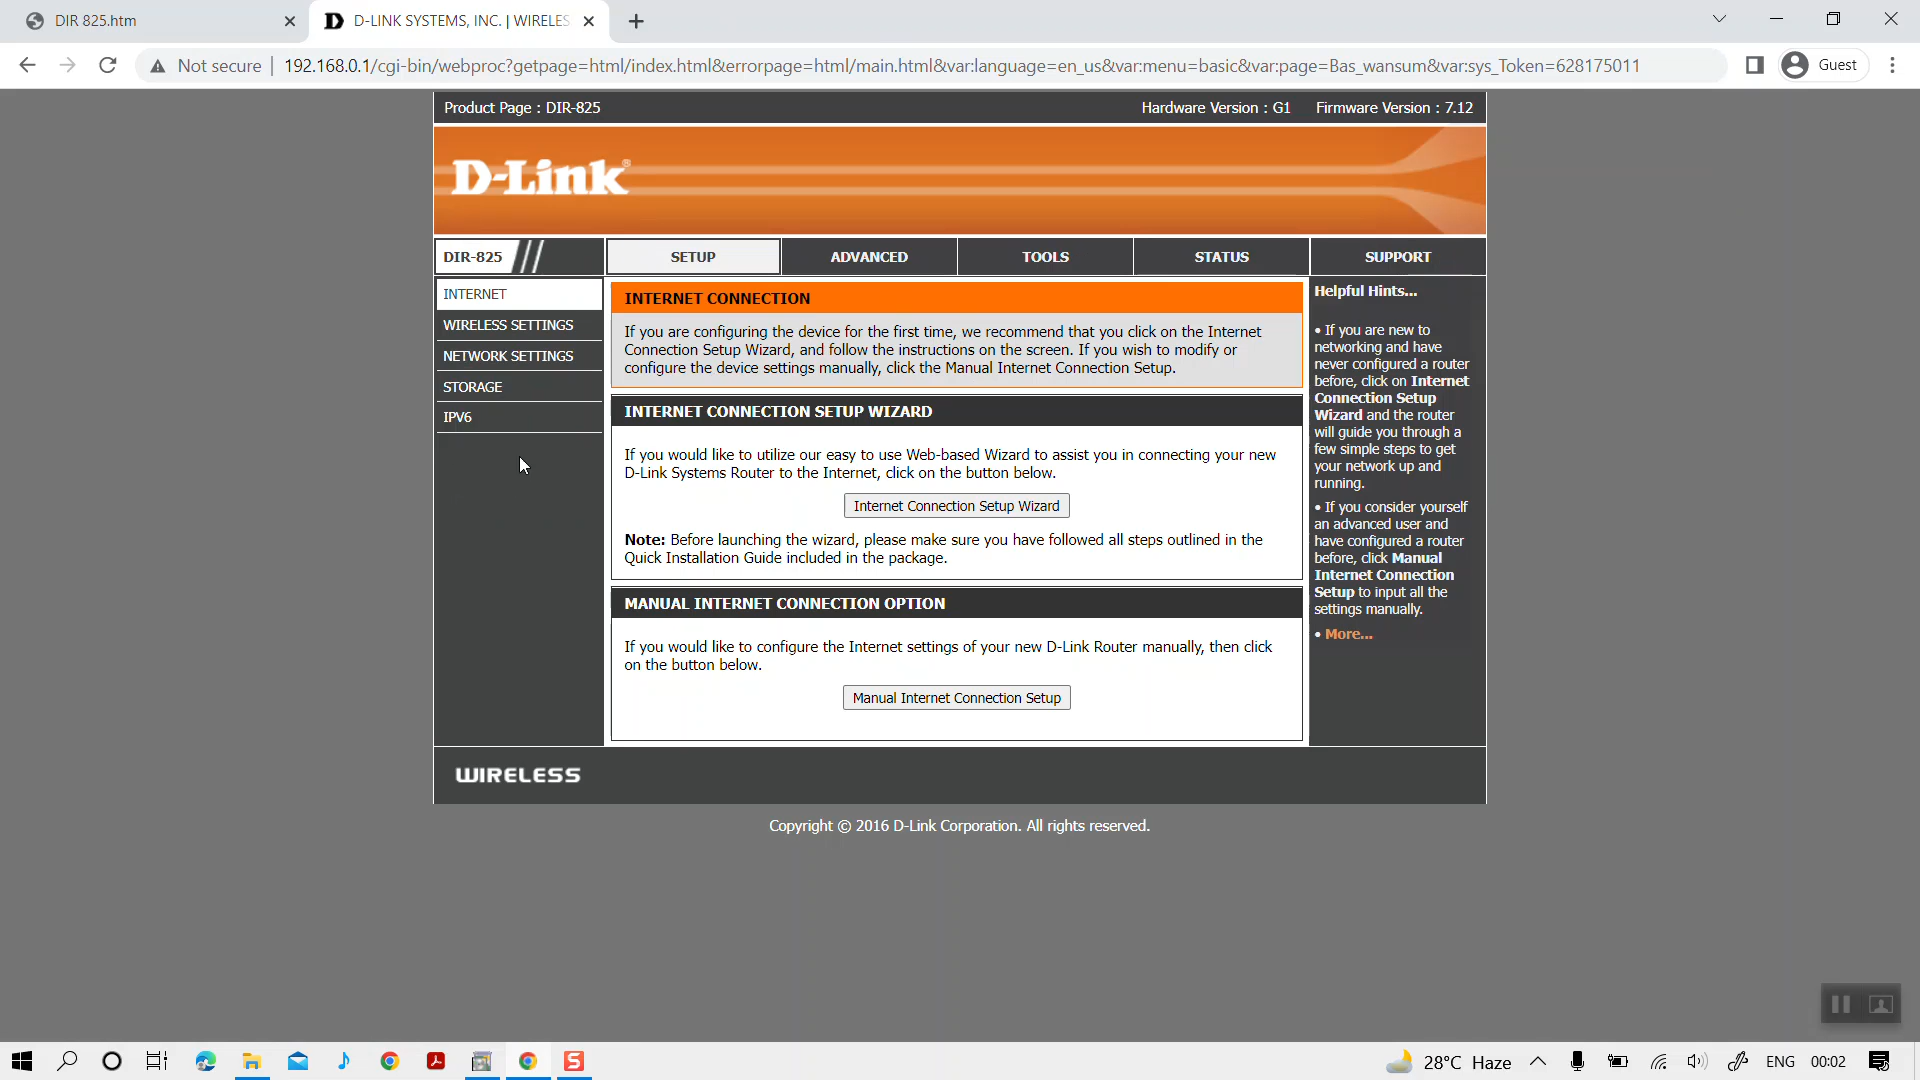 DIR 825.htm
D-LINK SYSTEMS, INC. | WIRELES
Not secure
192.168.0.1/cgi-bin/webproc?getpage=html/index.html&errorpage=html/main.html&var:language=en_us&var:menu=basic&var:page=Bas_wansum&var:sys_Token=628175011
Guest
Product Page : DIR-825
Hardware Version : G1
Firmware Version : 7.12
D-Link®
DIR-825
SETUP
ADVANCED
TOOLS
STATUS
SUPPORT
INTERNET
WIRELESS SETTINGS
NETWORK SETTINGS
STORAGE
IPV6
INTERNET CONNECTION
If you are configuring the device for the first time, we recommend that you click on the Internet
Connection Setup Wizard, and follow the instructions on the screen. If you wish to modify or
configure the device settings manually, click the Manual Internet Connection Setup.
INTERNET CONNECTION SETUP WIZARD
If you would like to utilize our easy to use Web-based Wizard to assist you in connecting your new
D-Link Systems Router to the Internet, click on the button below.
Internet Connection Setup Wizard
Note: Before launching the wizard, please make sure you have followed all steps outlined in the
Quick Installation Guide included in the package.
MANUAL INTERNET CONNECTION OPTION
If you would like to configure the Internet settings of your new D-Link Router manually, then click
on the button below.
Manual Internet Connection Setup
Helpful Hints...
• If you are new to
networking and have
never configured a router
before, click on Internet
Connection Setup
Wizard and the router
will guide you through a
few simple steps to get
your network up and
running.
• If you consider yourself
an advanced user and
have configured a router
before, click Manual
Internet Connection
Setup to input all the
settings manually.
• More...
WIRELESS
Copyright © 2016 D-Link Corporation. All rights reserved.
28°C Haze
ENG
00:02